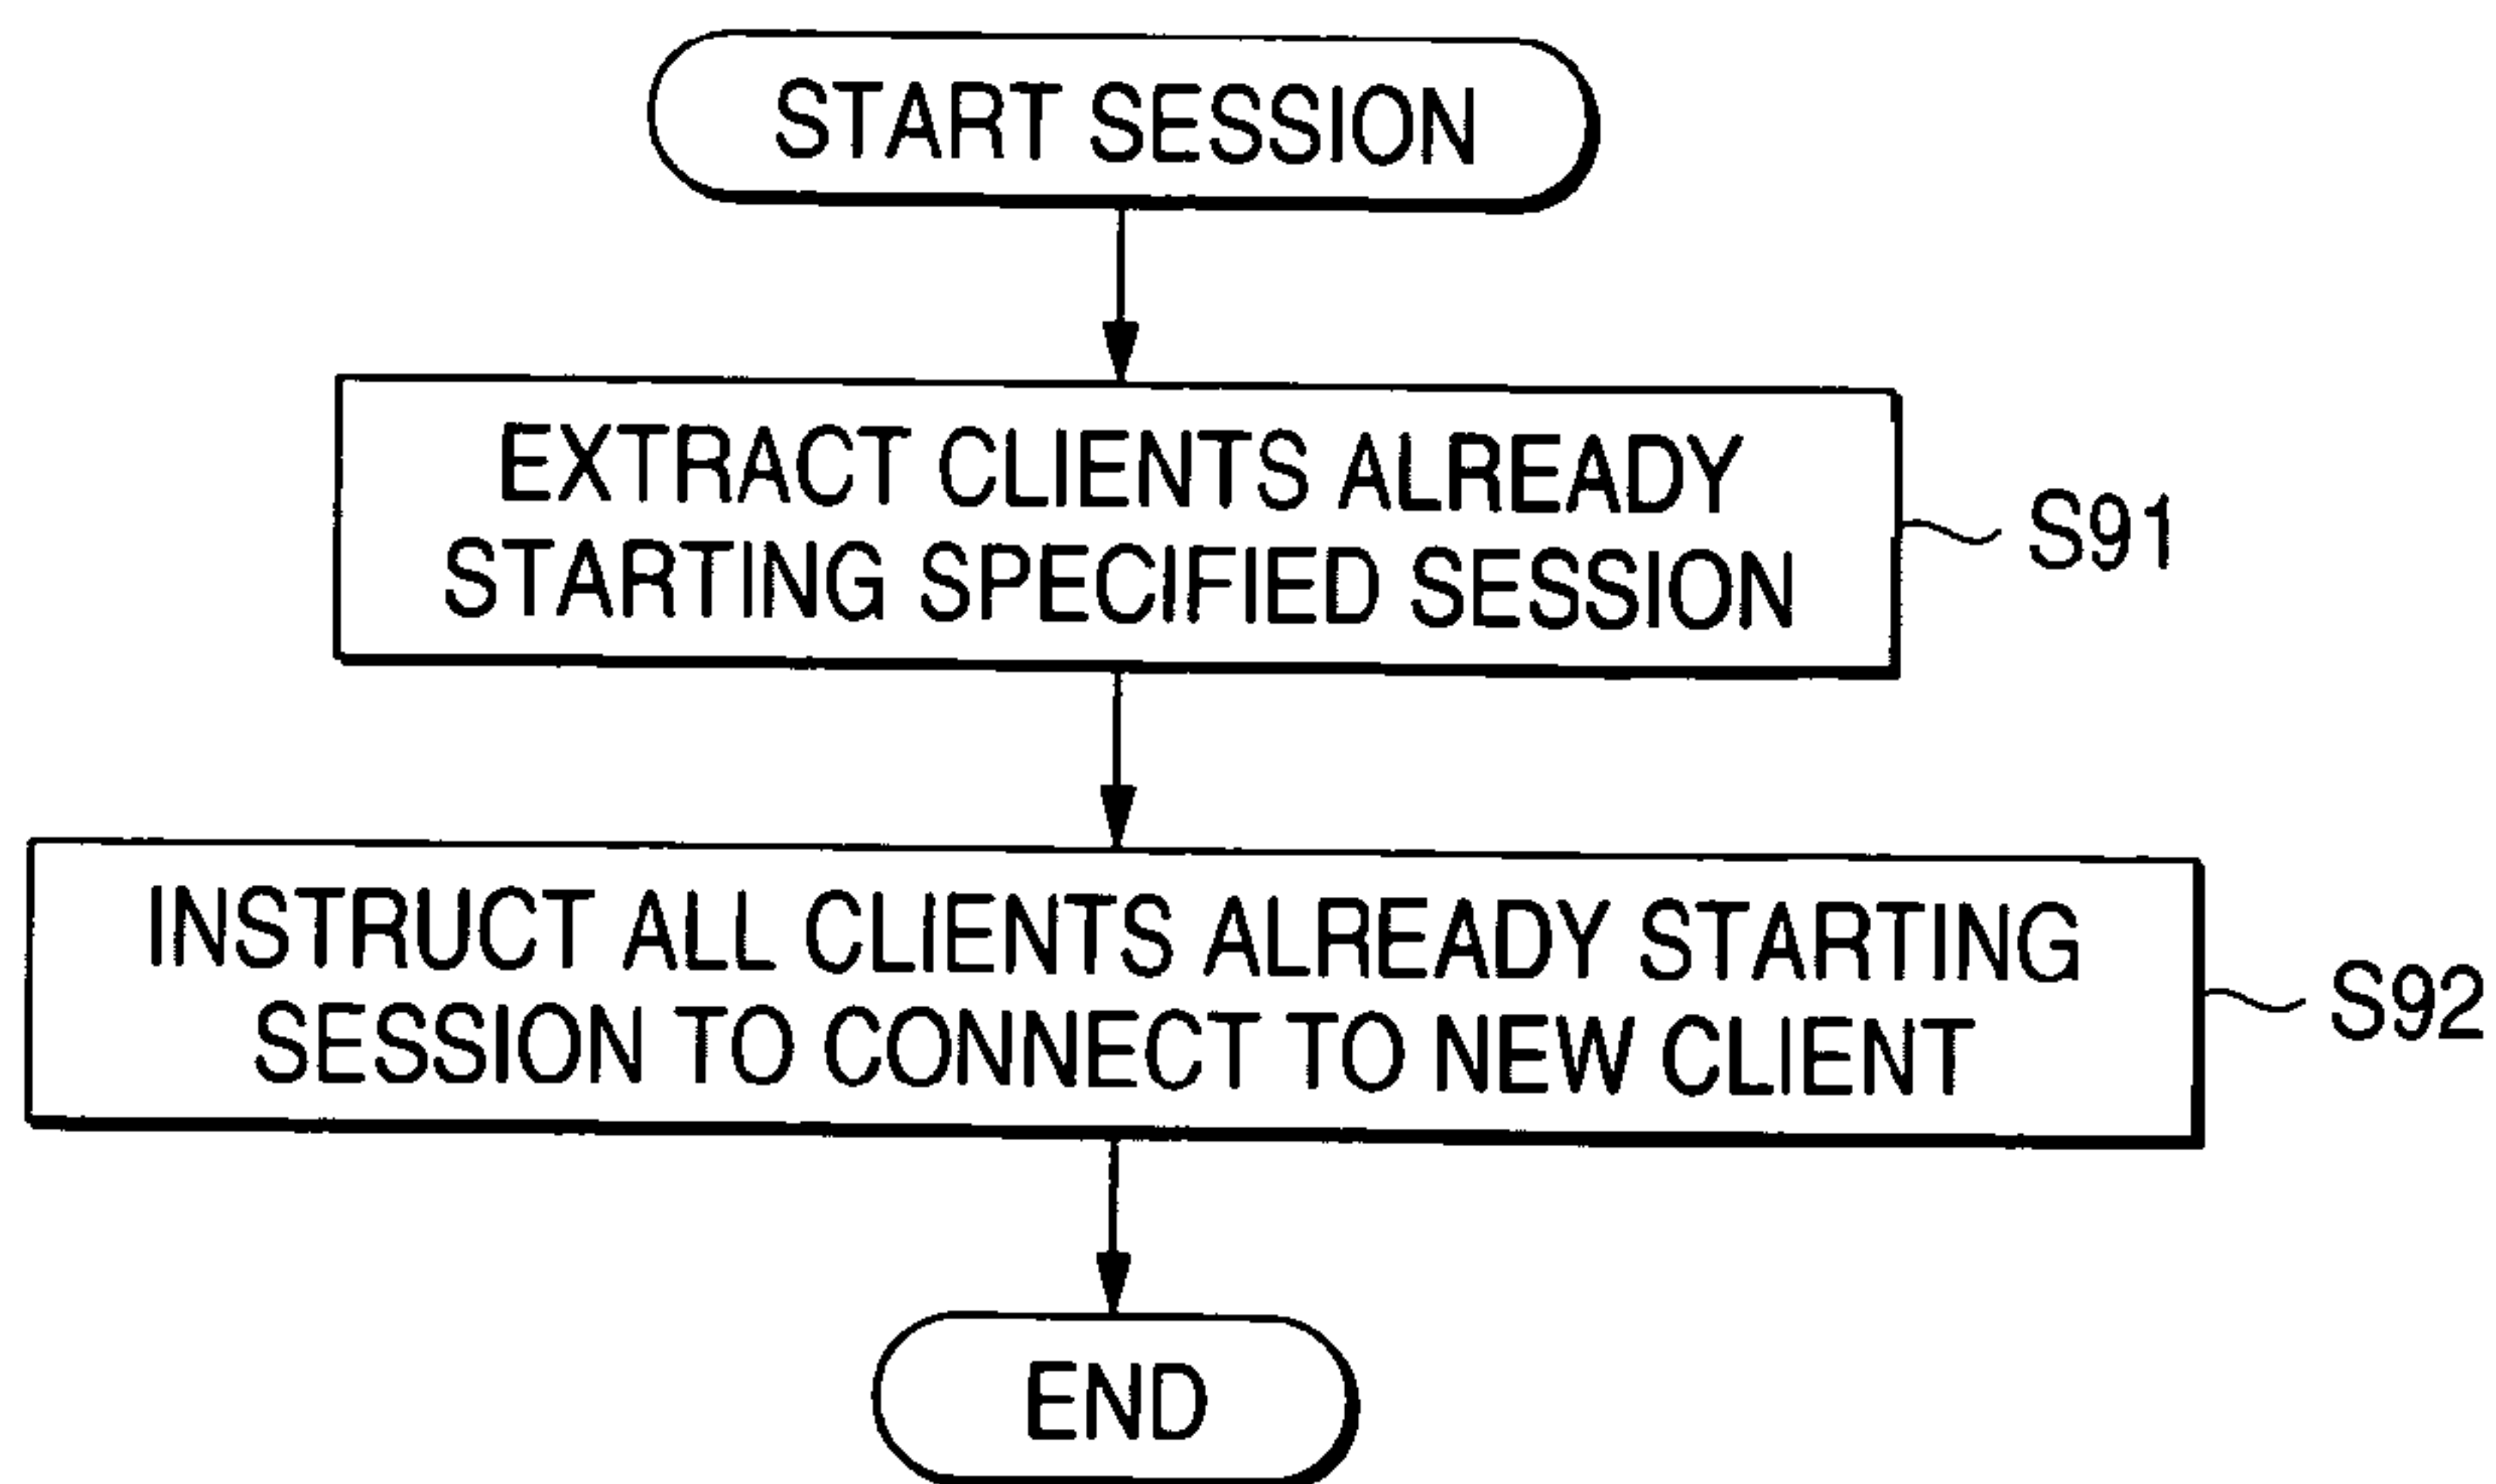 START SESSION
EXTRACT CLIENTS ALREADY
STARTING SPECIFIED SESSION
S91
INSTRUCT ALL CLIENTS ALREADY STARTING
SESSION TO CONNECT TO NEW CLIENT
S92
END